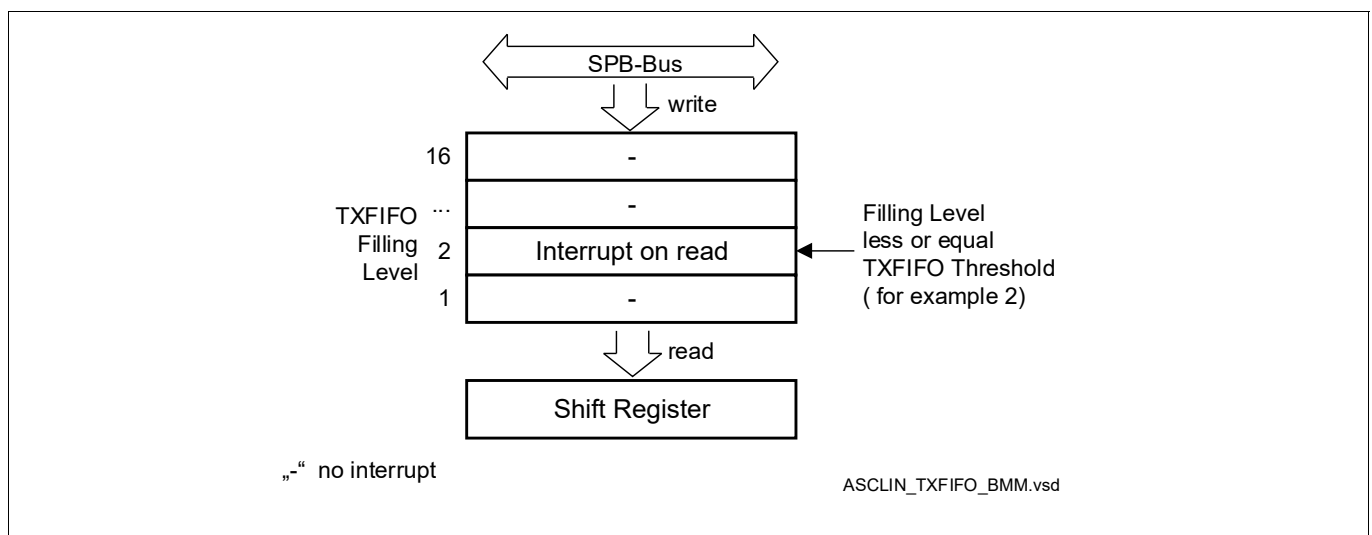 SPB-Bus
write
16 -
... -
TXFIFO
Filling
Level
2 Interrupt on read
1 -
Filling Level
less or equal
TXFIFO Threshold
( for example 2)
read
Shift Register
„-“ no interrupt
ASCLIN_TXFIFO_BMM.vsd